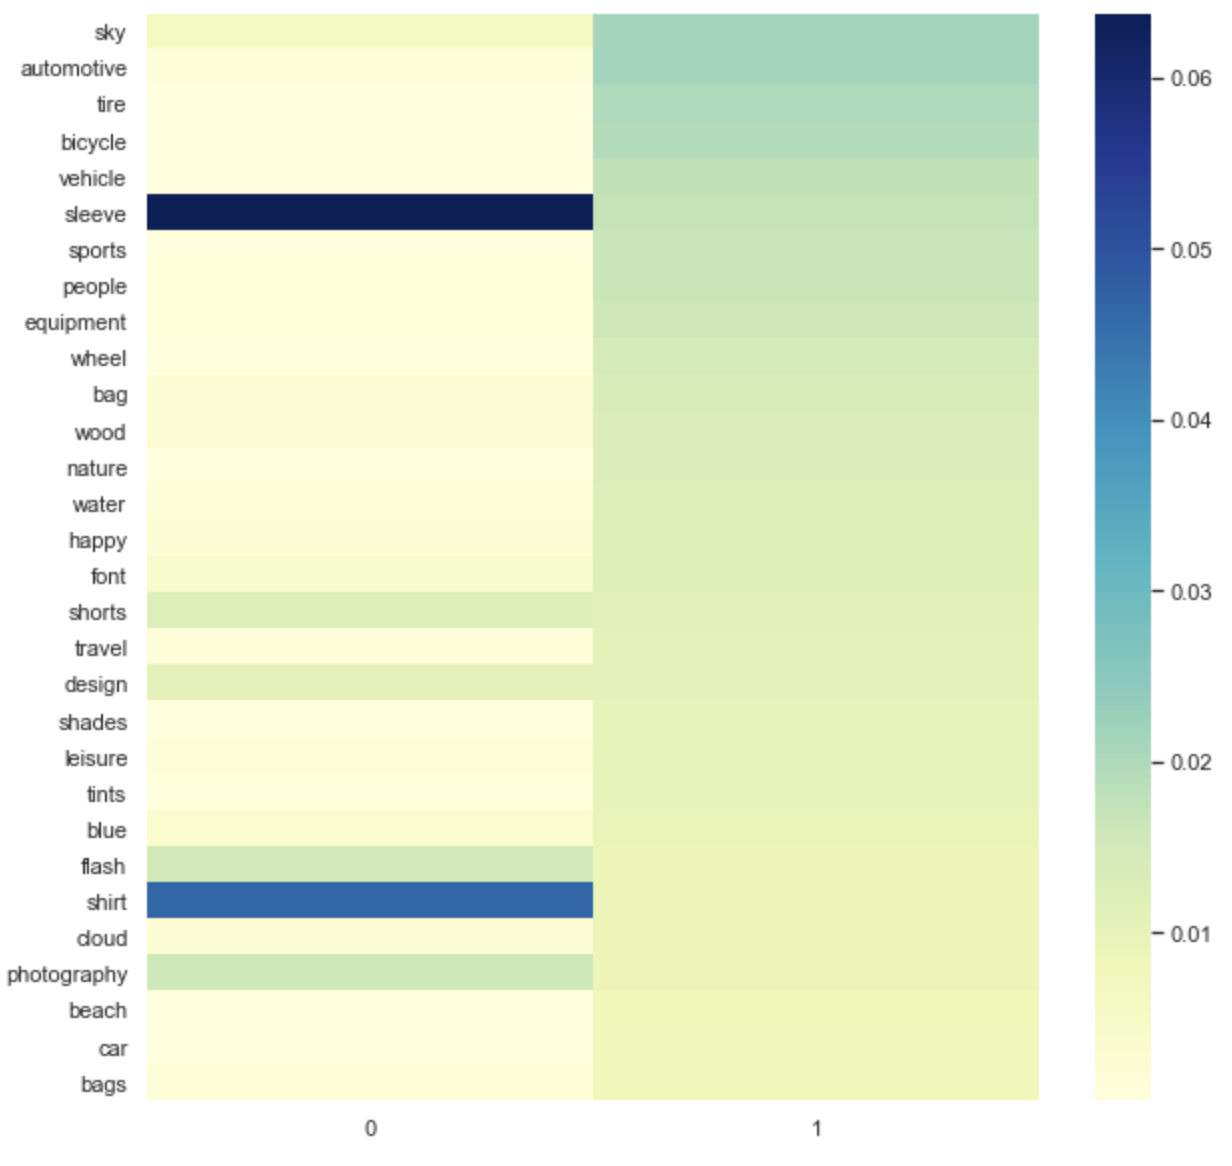 sky
automotive
tire
bicycle
vehicle
sleeve
sports
people
equipment
wheel
bag
wood
nature
water
happy
font
shorts
travel
design
shades
leisure
tints
blue
flash
shirt
cloud
photography
beach
car
bags
0 1
0.06
0.05
0.04
0.03
0.02
0.01